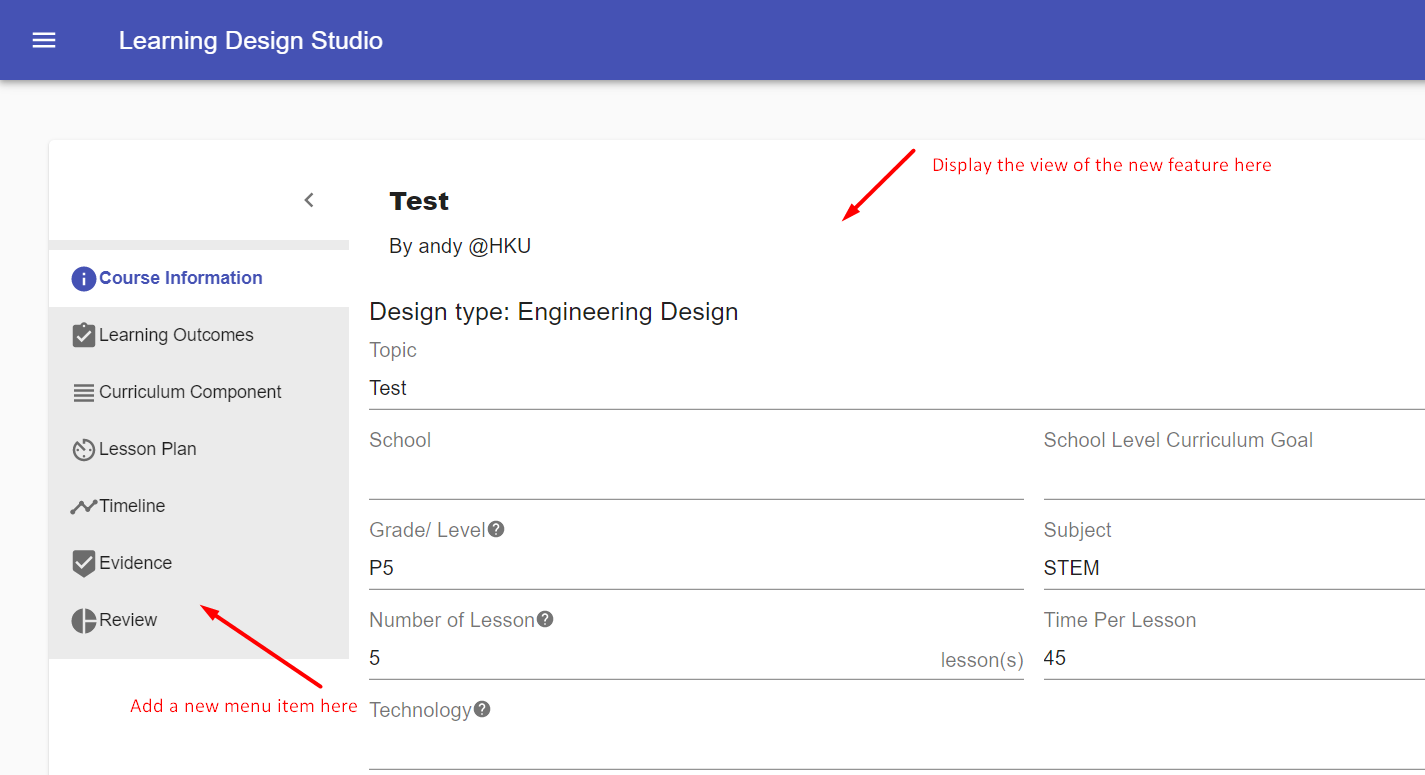 Learning Design Studio
Display the view of the new feature here
Test
By andy @HKU
Course Information
Learning Outcomes
Curriculum Component
Lesson Plan
Timeline
Evidence
Review
Add a new menu item here
Design type: Engineering Design
Topic
Test
School
School Level Curriculum Goal
Grade/ Level
Subject
P5
STEM
Number of Lesson
Time Per Lesson
5
lesson(s)
45
Technology